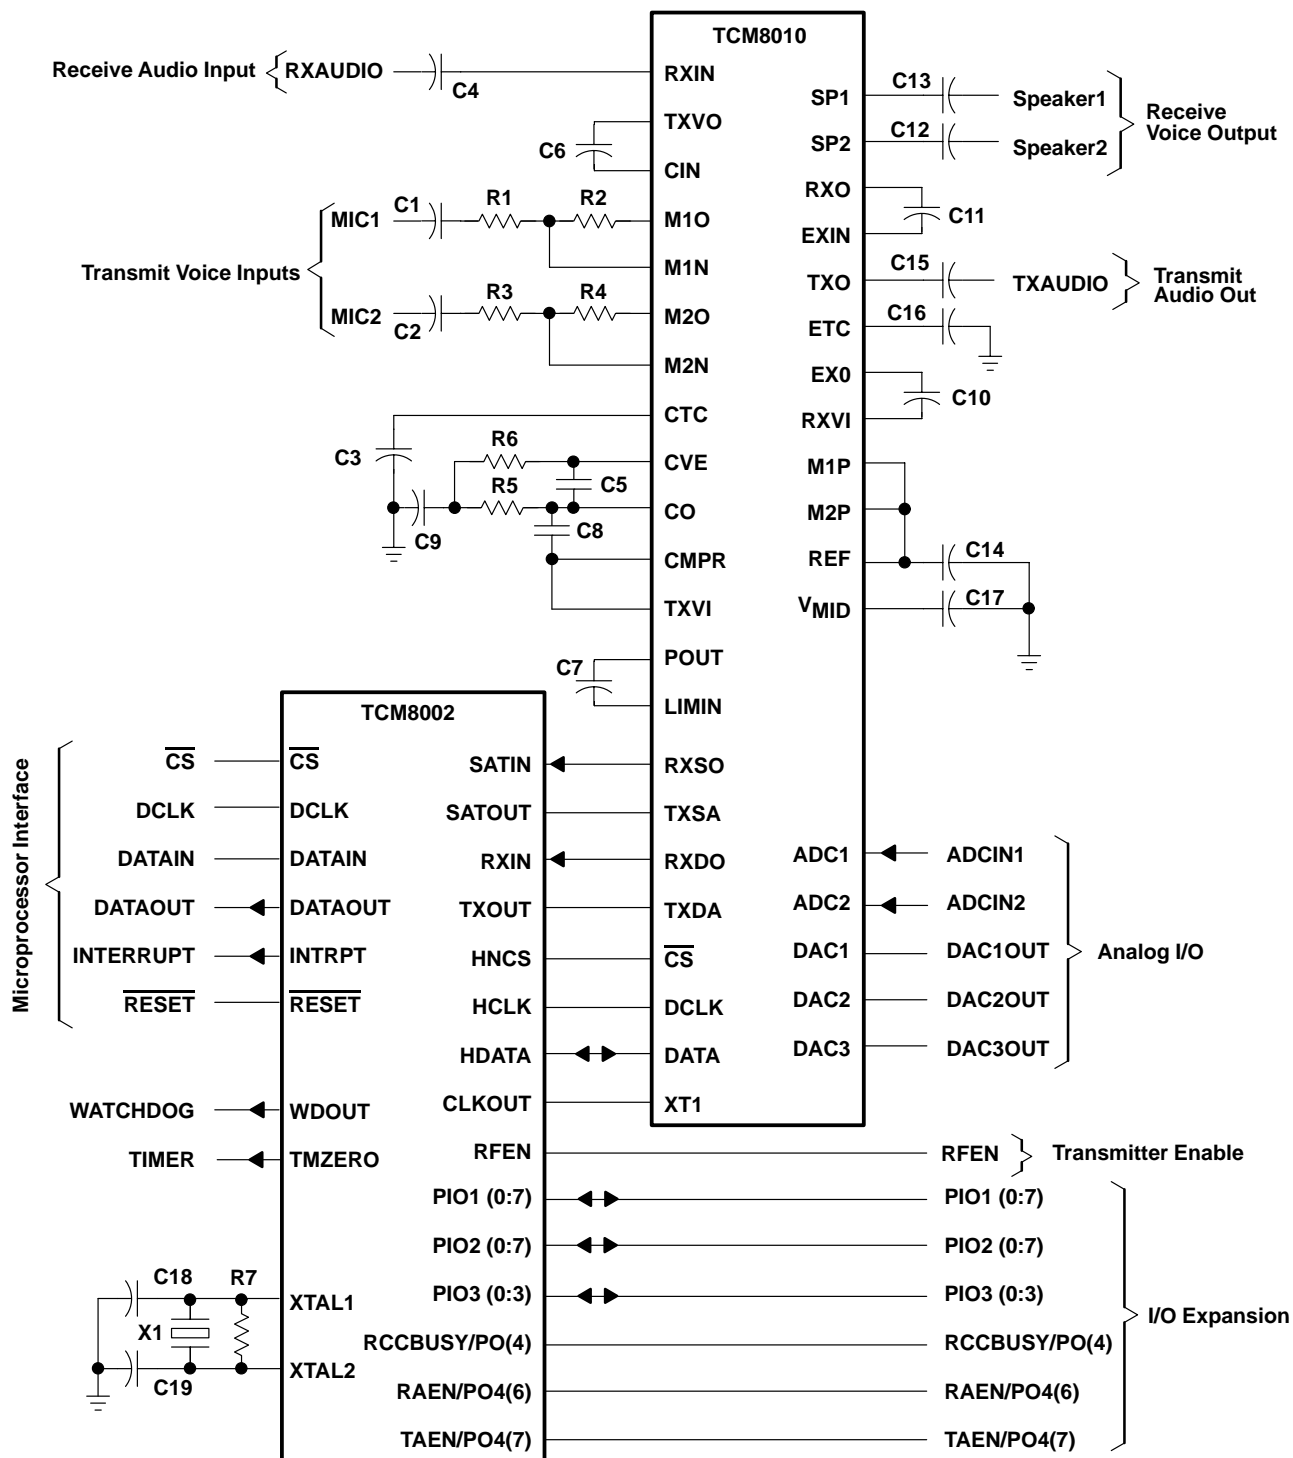 TCM8010
Receive Audio Input
RXAUDIO
C4
RXIN
TXVO
C6
CIN
MIC1
C1
R1
R2
M1O
M1N
Transmit Voice Inputs
MIC2
C2
R3
R4
M2O
M2N
CTC
C3
R6
CVE
C5
R5
CO
C9
C8
CMPR
TXVI
POUT
C7
LIMIN
RXSO
TXSA
RXDO
TXDA
CS
DCLK
DATA
XT1
SP1
C13
Speaker1
SP2
C12
Speaker2
Receive
Voice Output
RXO
C11
EXIN
TXO
C15
TXAUDIO
Transmit
Audio Out
ETC
C16
EX0
C10
RXVI
M1P
M2P
REF
C14
VMID
C17
ADC1
ADCIN1
ADC2
ADCIN2
DAC1
DAC1OUT
DAC2
DAC2OUT
DAC3
DAC3OUT
Analog I/O
TCM8002
Microprocessor Interface
CS
CS
DCLK
DCLK
DATAIN
DATAIN
DATAOUT
DATAOUT
INTERRUPT
INTRPT
RESET
RESET
WATCHDOG
WDOUT
TIMER
TMZERO
C18
R7
XTAL1
X1
XTAL2
C19
SATIN
SATOUT
RXIN
TXOUT
HNCS
HCLK
HDATA
CLKOUT
RFEN
RFEN
Transmitter Enable
PIO1 (0:7)
PIO1 (0:7)
PIO2 (0:7)
PIO2 (0:7)
PIO3 (0:3)
PIO3 (0:3)
RCCBUSY/PO(4)
RCCBUSY/PO(4)
RAEN/PO4(6)
RAEN/PO4(6)
TAEN/PO4(7)
TAEN/PO4(7)
I/O Expansion